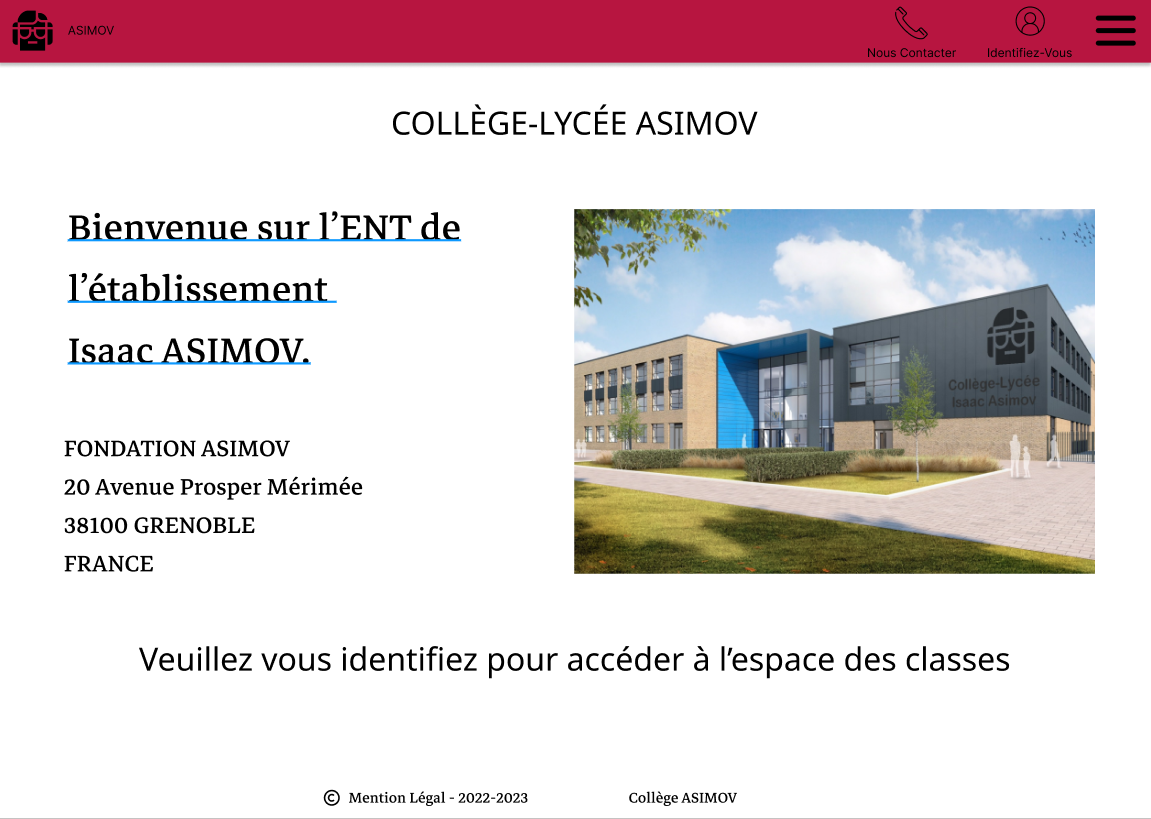 ASIMOV
Nous Contacter
Identifiez-Vous
COLLÈGE-LYCÉE ASIMOV
Bienvenue sur l’ENT de
l’établissement
Isaac ASIMOV.
Collège-Lycée
Isaac Asimov
FONDATION ASIMOV
20 Avenue Prosper Mérimée
38100 GRENOBLE
FRANCE
Veuillez vous identifiez pour accéder à l’espace des classes
© Mention Légal - 2022-2023
Collège ASIMOV